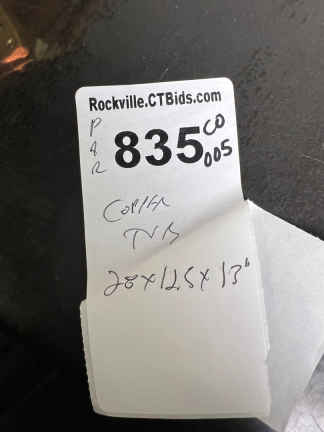 Rockville.CTBids.com
P
&
R
835
CO
005
COPPER
TUB
28x12.5x13"